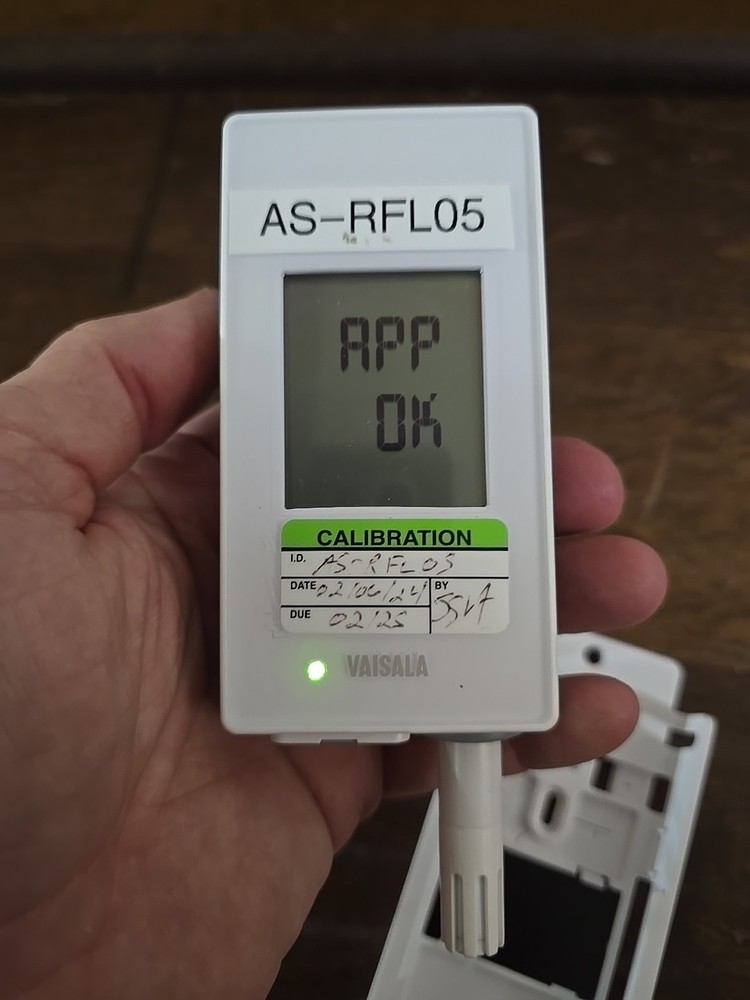 AS-RFL05
APP
OK
CALIBRATION
I.D. AS-RFL05
DATE 02/06/24 BY
DUE 02/25
VAISALA